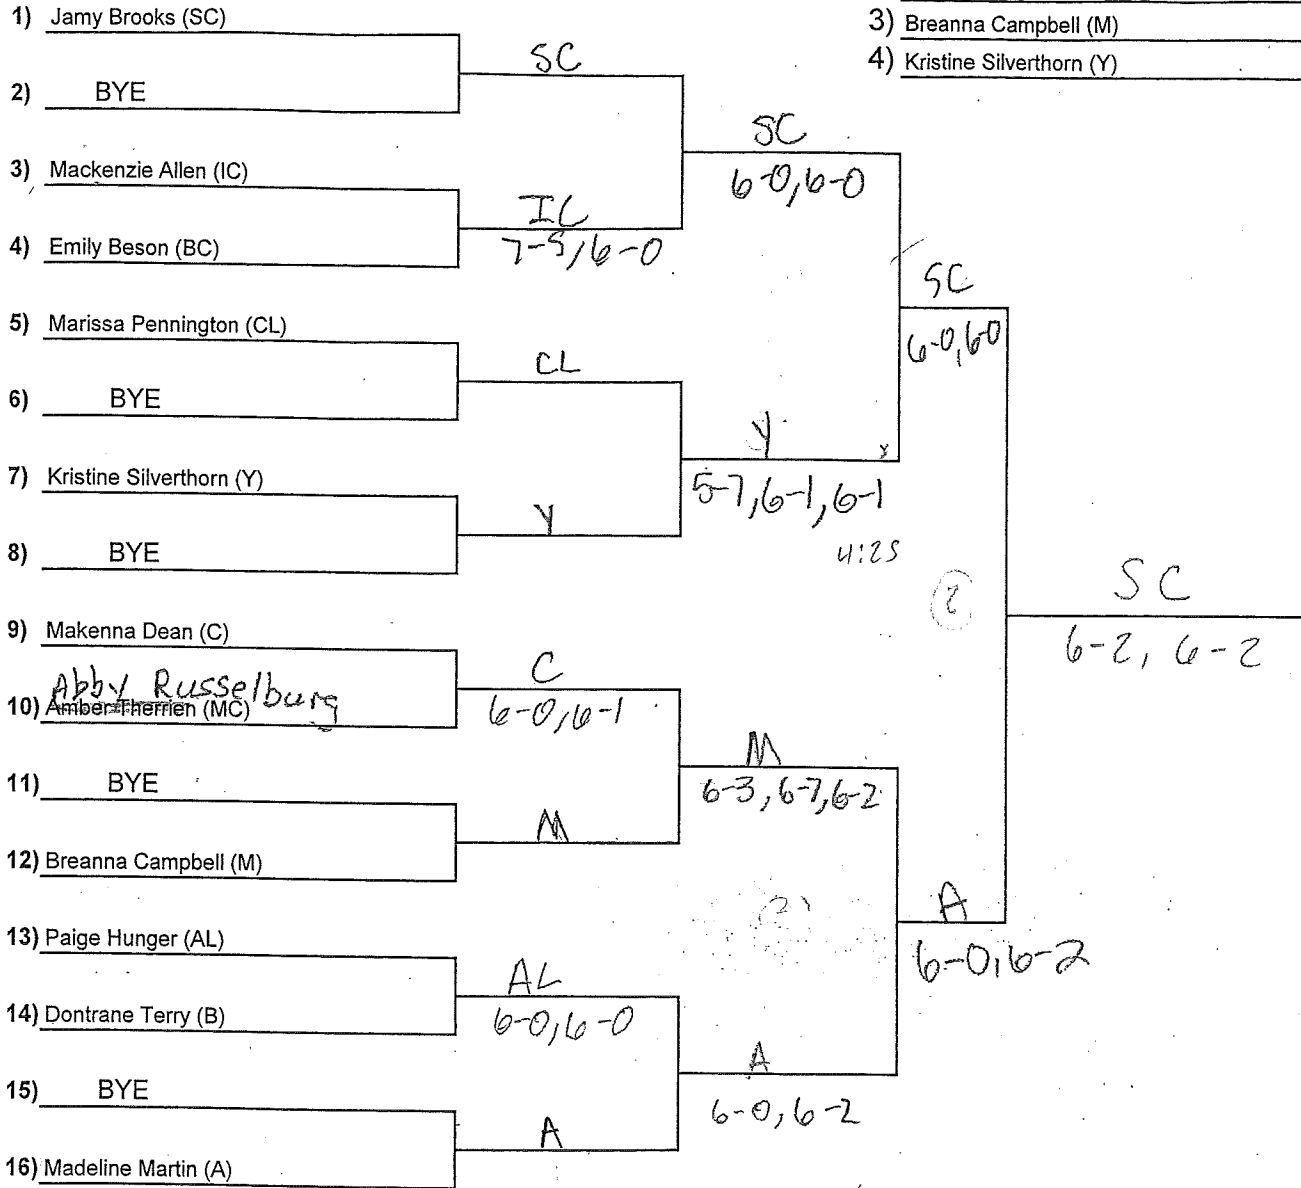 1) Jamy Brooks (SC)
3) Breanna Campbell (M)
4) Kristine Silverthorn (Y)
SC
2) BYE
SC
6-0, 6-0
3) Mackenzie Allen (IC)
IC
7-5, 6-0
4) Emily Beson (BC)
SC
6-0, 6-0
5) Marissa Pennington (CL)
CL
6) BYE
Y
5-7, 6-1, 6-1
4:25
7) Kristine Silverthorn (Y)
Y
8) BYE
SC
6-2, 6-2
9) Makenna Dean (C)
C
6-0, 6-1
Abby Russelburg
10) Amber Therrien (MC)
M
6-3, 6-7, 6-2
11) BYE
M
12) Breanna Campbell (M)
A
6-0, 6-2
13) Paige Hunger (AL)
AL
6-0, 6-0
14) Dontrane Terry (B)
A
6-0, 6-2
15) BYE
A
16) Madeline Martin (A)